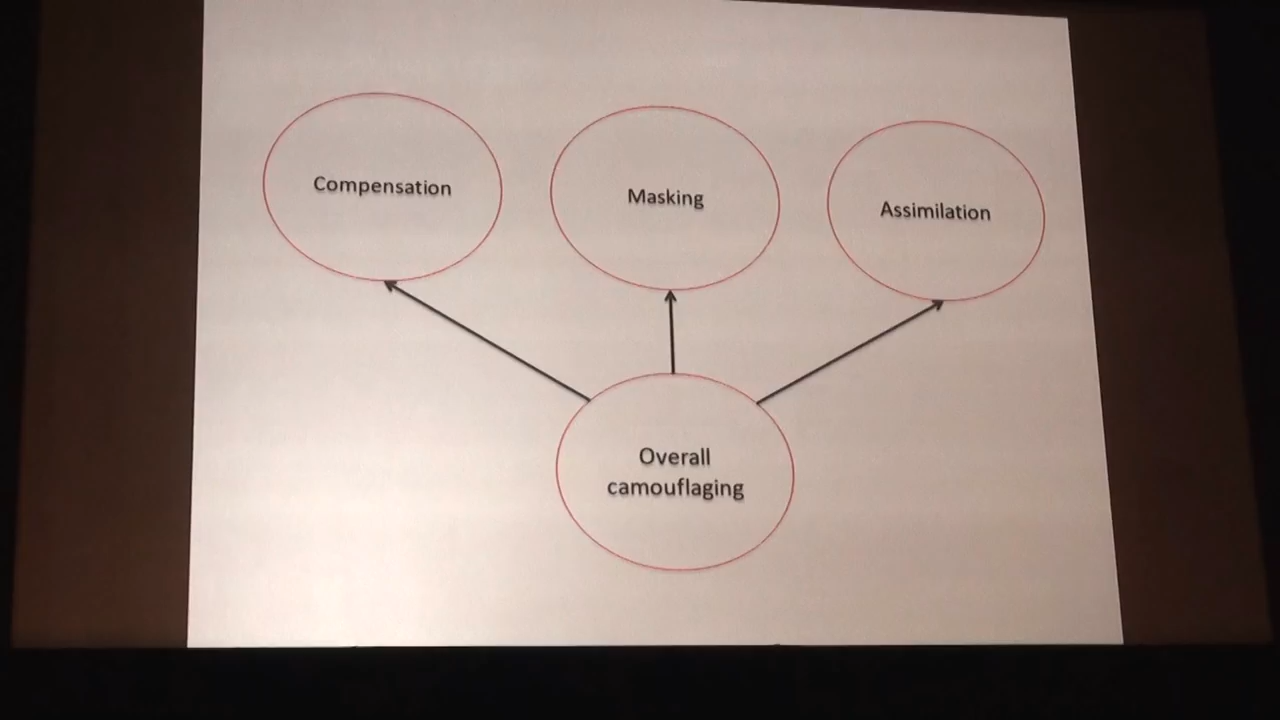 Compensation
Masking
Assimilation
Overall
camouflaging